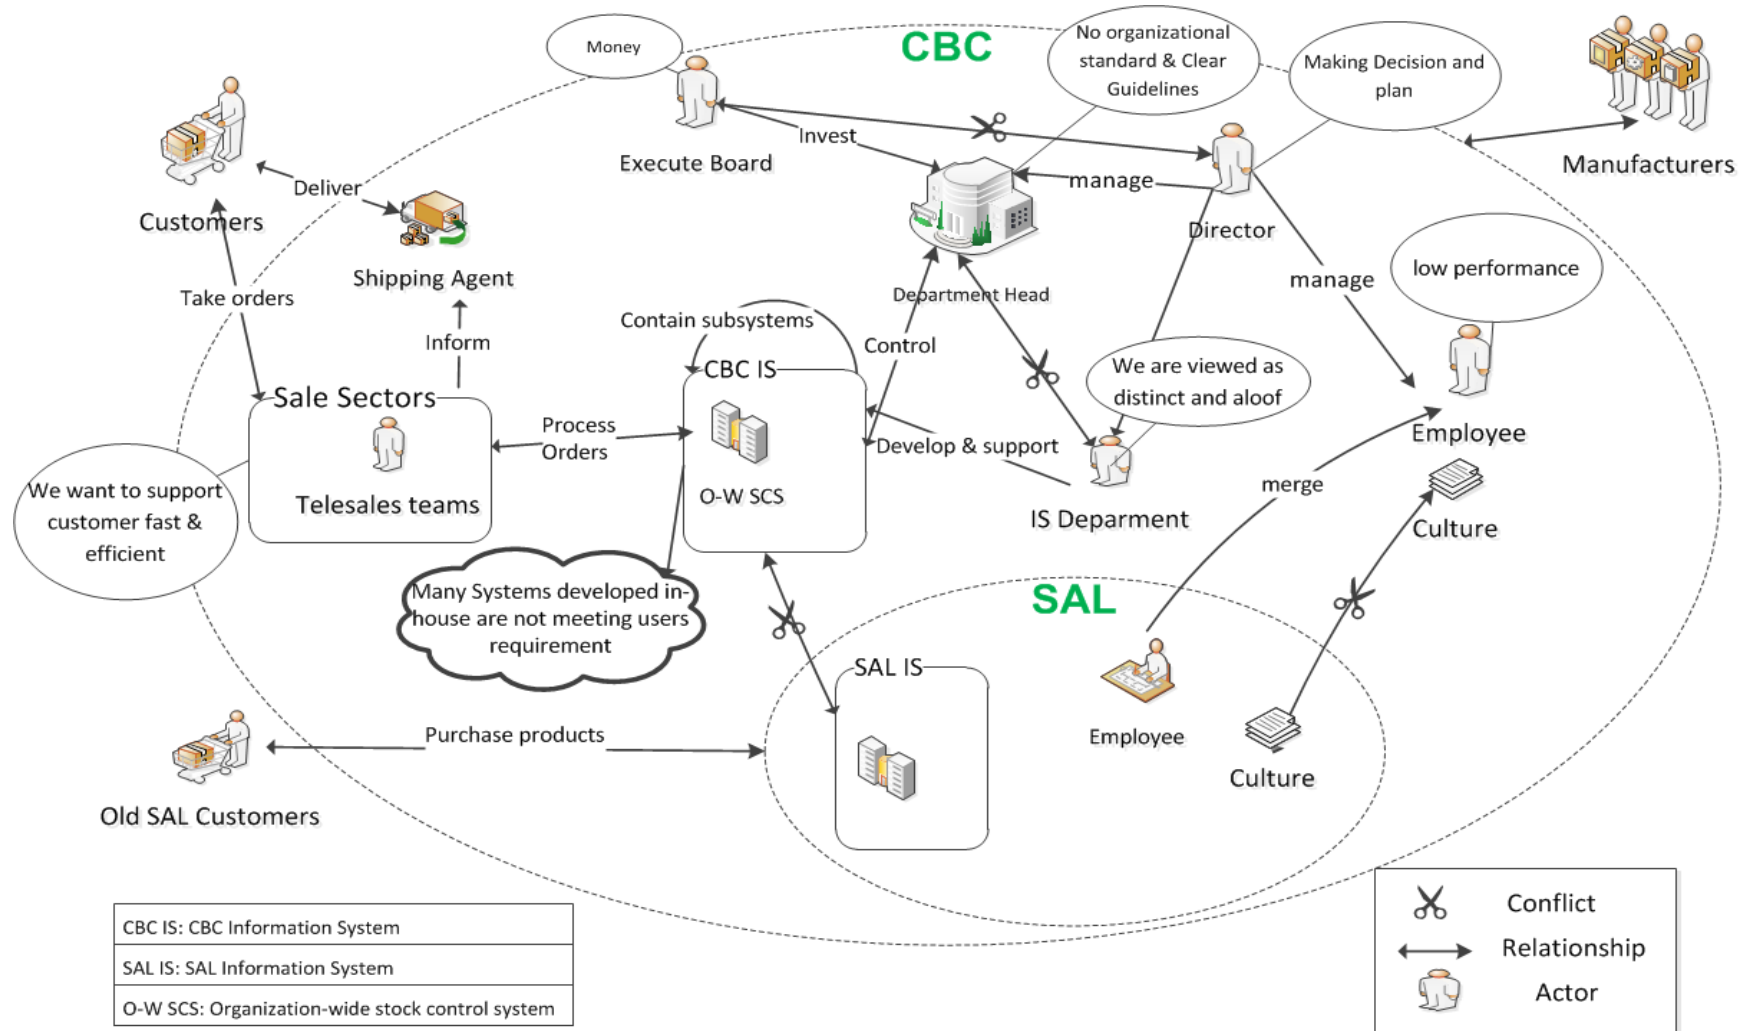 CBC
Money
No organizational
standard & Clear
Guidelines
Making Decision and
plan
Invest
Execute Board
manage
Director
Manufacturers
Customers
Deliver
Shipping Agent
Take orders
Inform
Department Head
manage
low performance
Contain subsystems
Control
CBC IS
We are viewed as
distinct and aloof
Sale Sectors
Telesales teams
Process
Orders
O-W SCS
Develop & support
IS Deparment
Employee
merge
Culture
We want to support
customer fast &
efficient
Many Systems developed in-
house are not meeting users
requirement
SAL
SAL IS
Employee
Culture
Purchase products
Old SAL Customers
CBC IS: CBC Information System
SAL IS: SAL Information System
O-W SCS: Organization-wide stock control system
Conflict
Relationship
Actor